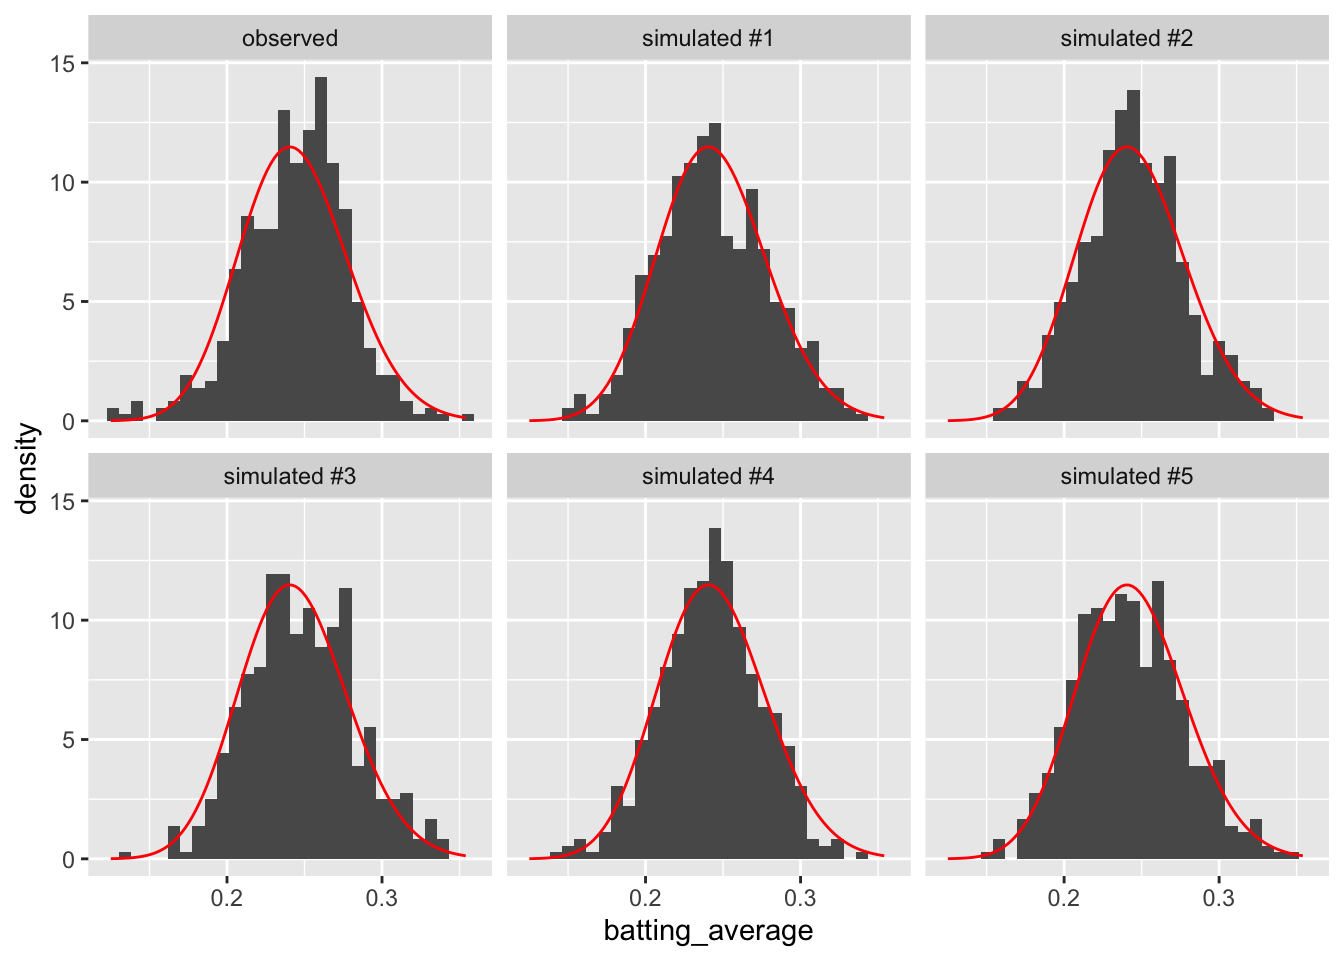 observed
simulated #1
simulated #2
15
10
5
0
density
simulated #3
simulated #4
simulated #5
15
10
5
0
0.2
0.3
0.2
0.3
0.2
0.3
batting_average